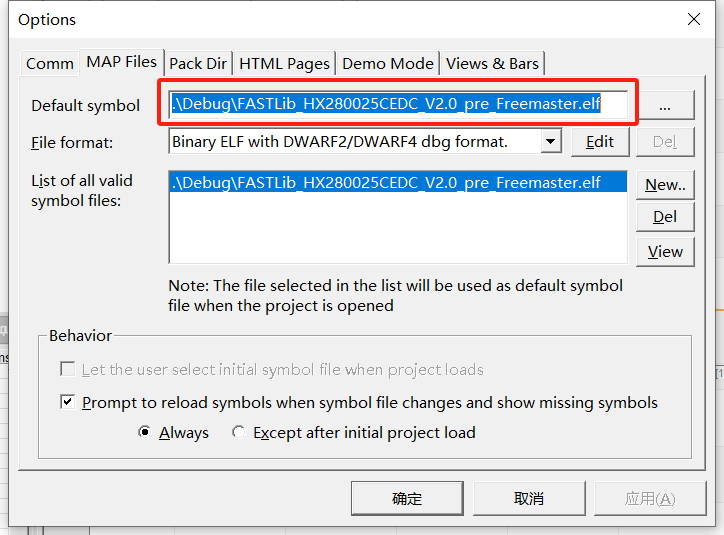 Options
Comm
MAP Files
Pack Dir
HTML Pages
Demo Mode
Views & Bars
Default symbol
.\Debug\FASTLib_HX280025CEDC_V2.0_pre_Freemaster.elf
...
File format:
Binary ELF with DWARF2/DWARF4 dbg format.
Edit
Del
List of all valid
symbol files:
.\Debug\FASTLib_HX280025CEDC_V2.0_pre_Freemaster.elf
New..
Del
View
Note: The file selected in the list will be used as default symbol
file when the project is opened
Behavior
Let the user select initial symbol file when project loads
Prompt to reload symbols when symbol file changes and show missing symbols
Always
Except after initial project load
确定
取消
应用(A)